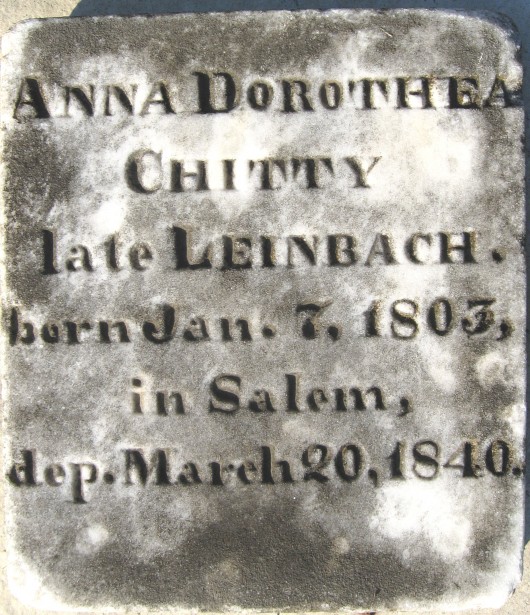 ANNA DOROTHEA
CHITTY
late LEINBACH.
born Jan. 7, 1803,
in Salem,
dep. March 20, 1840.